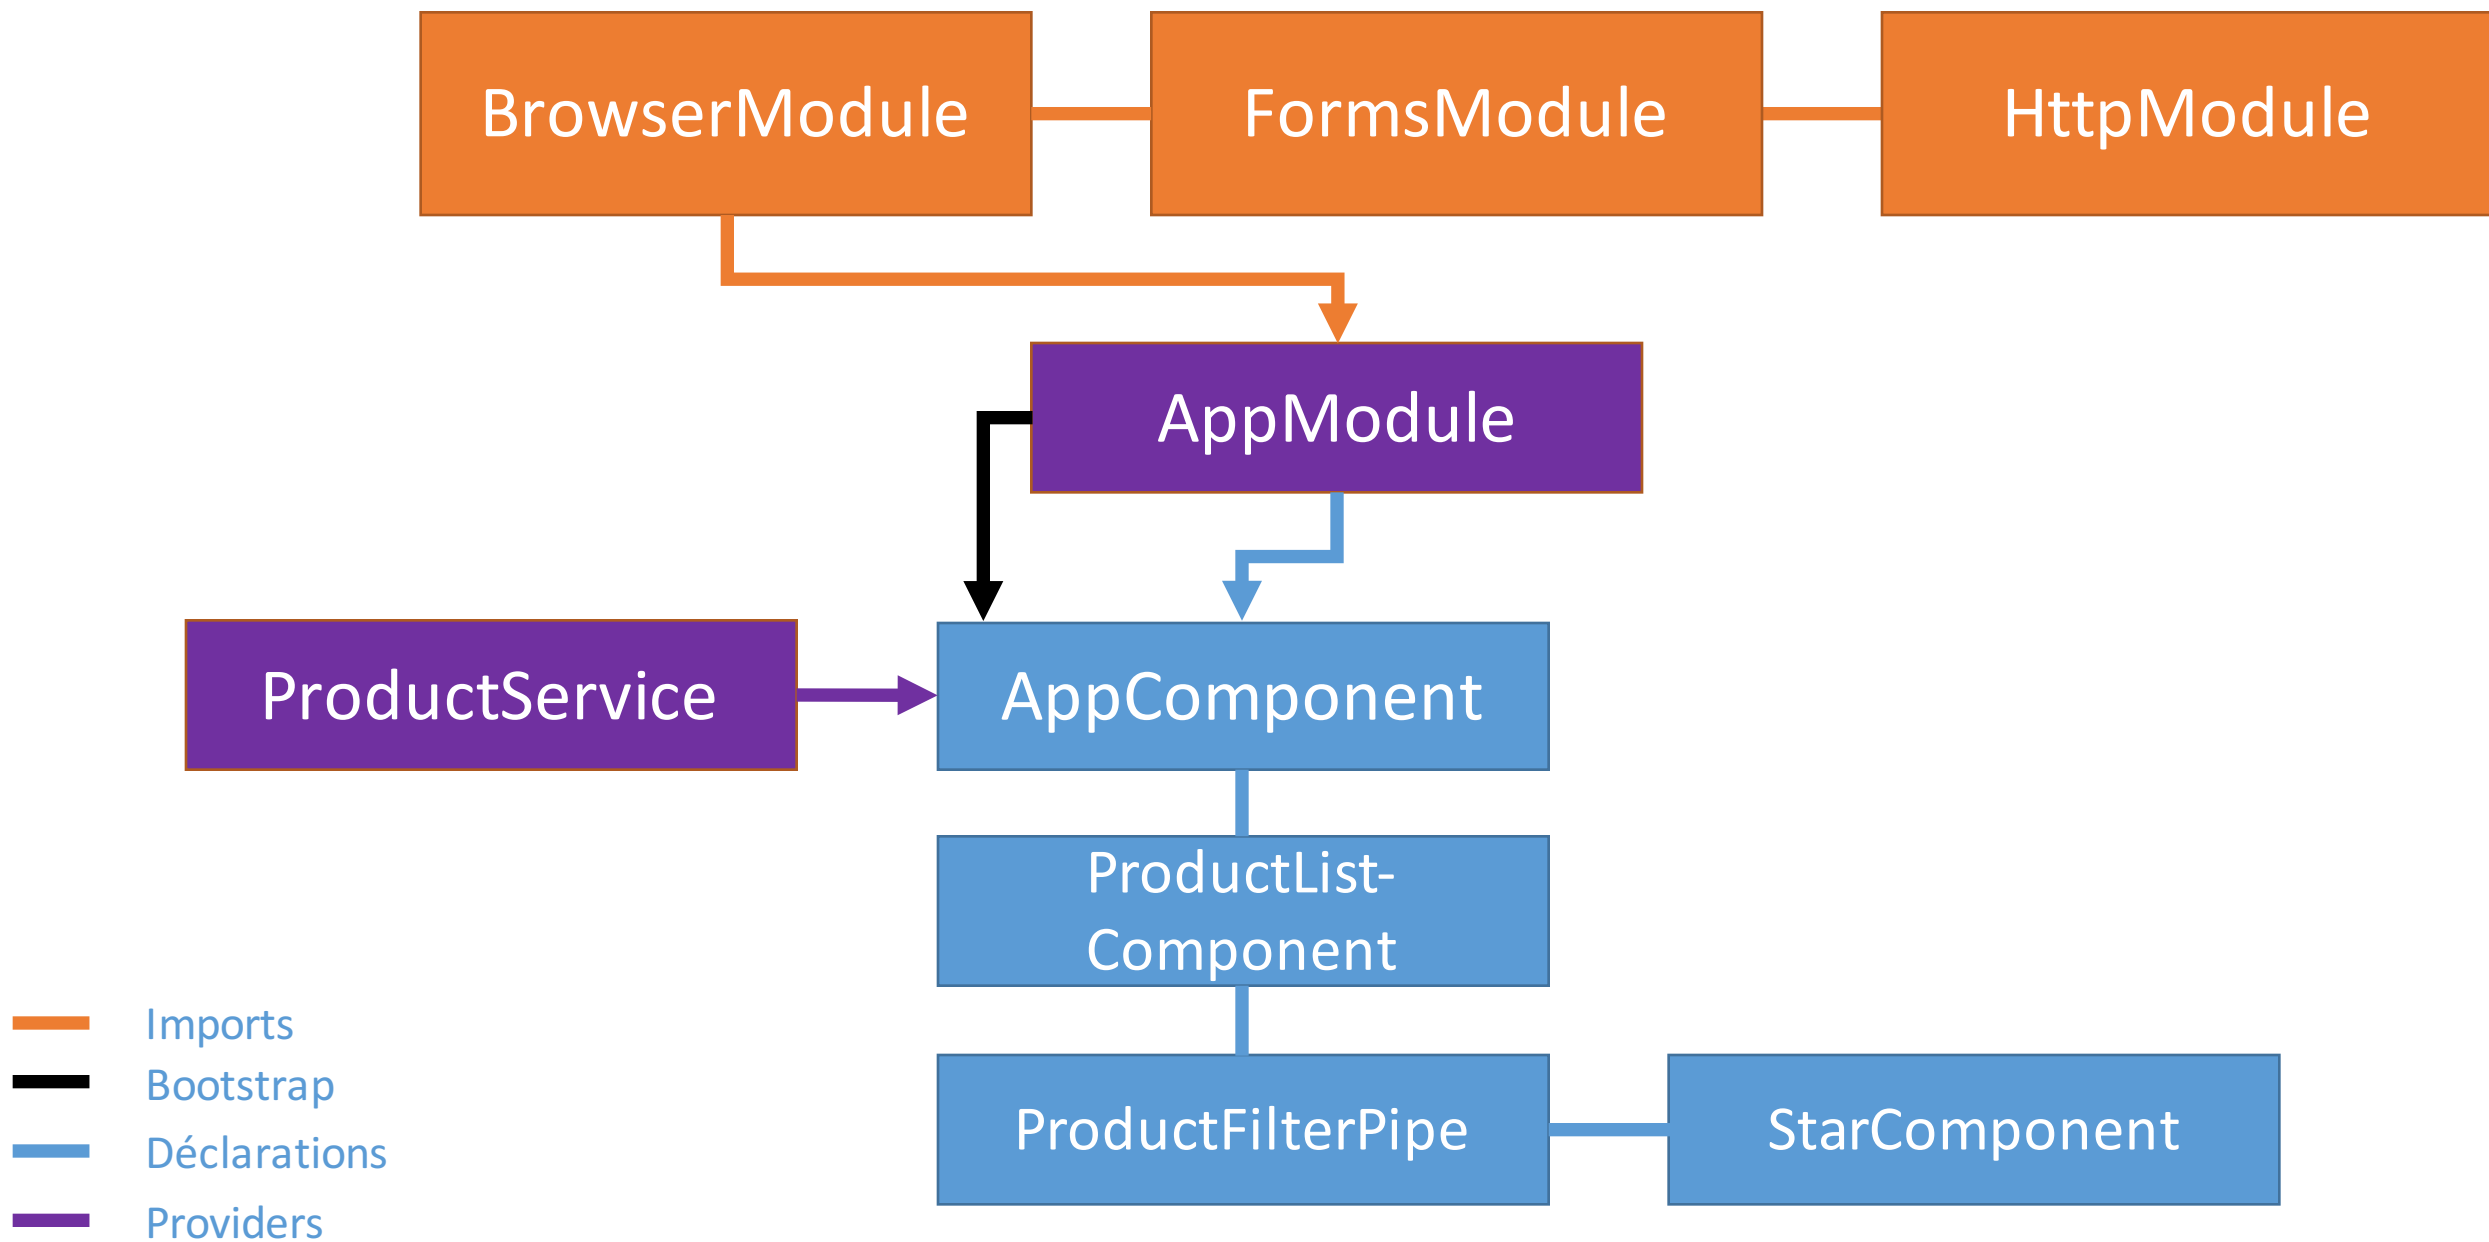 BrowserModule
FormsModule
HttpModule
AppModule
ProductService
AppComponent
ProductList-
Component
ProductFilterPipe
StarComponent
Imports
Bootstrap
Déclarations
Providers